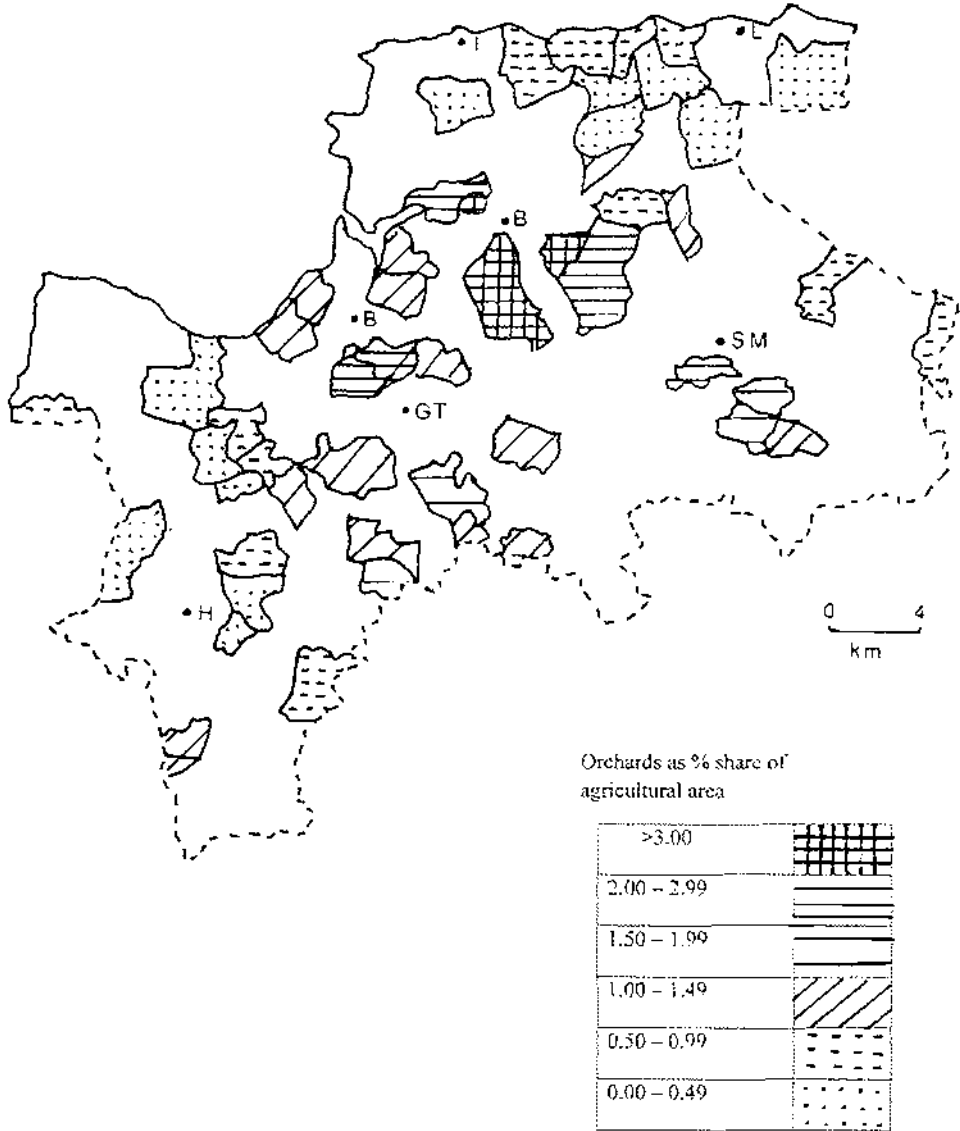 I
L
B
B
SM
GT
H
0 4
km
Orchards as % share of
agricultural area
>3.00
2.00 – 2.99
1.50 – 1.99
1.00 – 1.49
0.50 – 0.99
0.00 – 0.49